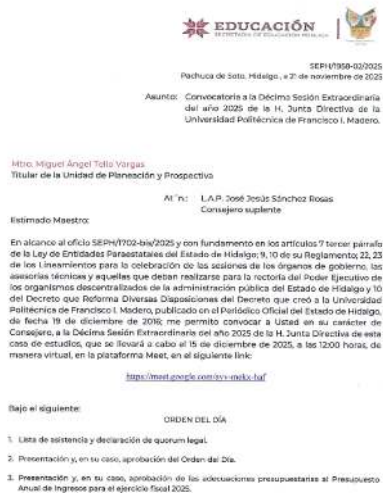 EDUCACIÓN
SECRETARÍA DE EDUCACIÓN PÚBLICA
SEPH/1958-02/2025
Pachuca de Soto, Hidalgo., a 21 de noviembre de 2025
Asunto: Convocatoria a la Décima Sesión Extraordinaria
del año 2025 de la H. Junta Directiva de la
Universidad Politécnica de Francisco I. Madero.
Mtro. Miguel Ángel Tello Vargas
Titular de la Unidad de Planeación y Prospectiva
At´n.: L.A.P. José Jesús Sánchez Rosas
Consejero suplente
Estimado Maestro:
En alcance al oficio SEPH/1702-bis/2025 y con fundamento en los artículos 7 tercer párrafo
de la Ley de Entidades Paraestatales del Estado de Hidalgo; 9, 10 de su Reglamento; 22, 23
de los Lineamientos para la celebración de las sesiones de los órganos de gobierno, las
asesorías técnicas y aquellas que deban realizarse para la rectoría del Poder Ejecutivo de
los organismos descentralizados de la administración pública del Estado de Hidalgo y 10
del Decreto que Reforma Diversas Disposiciones del Decreto que creó a la Universidad
Politécnica de Francisco I. Madero, publicado en el Periódico Oficial del Estado de Hidalgo,
de fecha 19 de diciembre de 2016; me permito convocar a Usted en su carácter de
Consejero, a la Décima Sesión Extraordinaria del año 2025 de la H. Junta Directiva de esta
casa de estudios, que se llevará a cabo el 15 de diciembre de 2025, a las 12:00 horas, de
manera virtual, en la plataforma Meet, en el siguiente link:
Bajo el siguiente:
ORDEN DEL DÍA
1. Lista de asistencia y declaración de quorum legal.
2. Presentación y, en su caso, aprobación del Orden del Día.
3. Presentación y, en su caso, aprobación de las adecuaciones presupuestarias al Presupuesto
Anual de Ingresos para el ejercicio fiscal 2025.